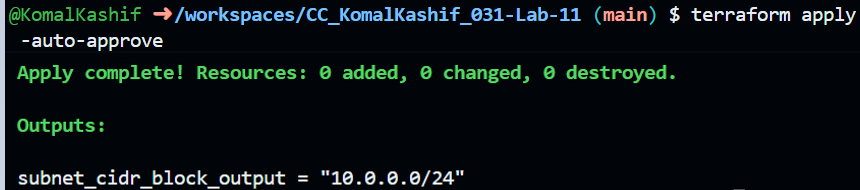 @KomalKashif ➜/workspaces/CC_KomalKashif_031-Lab-11 (main) $ terraform apply
-auto-approve
Apply complete! Resources: 0 added, 0 changed, 0 destroyed.
Outputs:
subnet_cidr_block_output = "10.0.0.0/24"